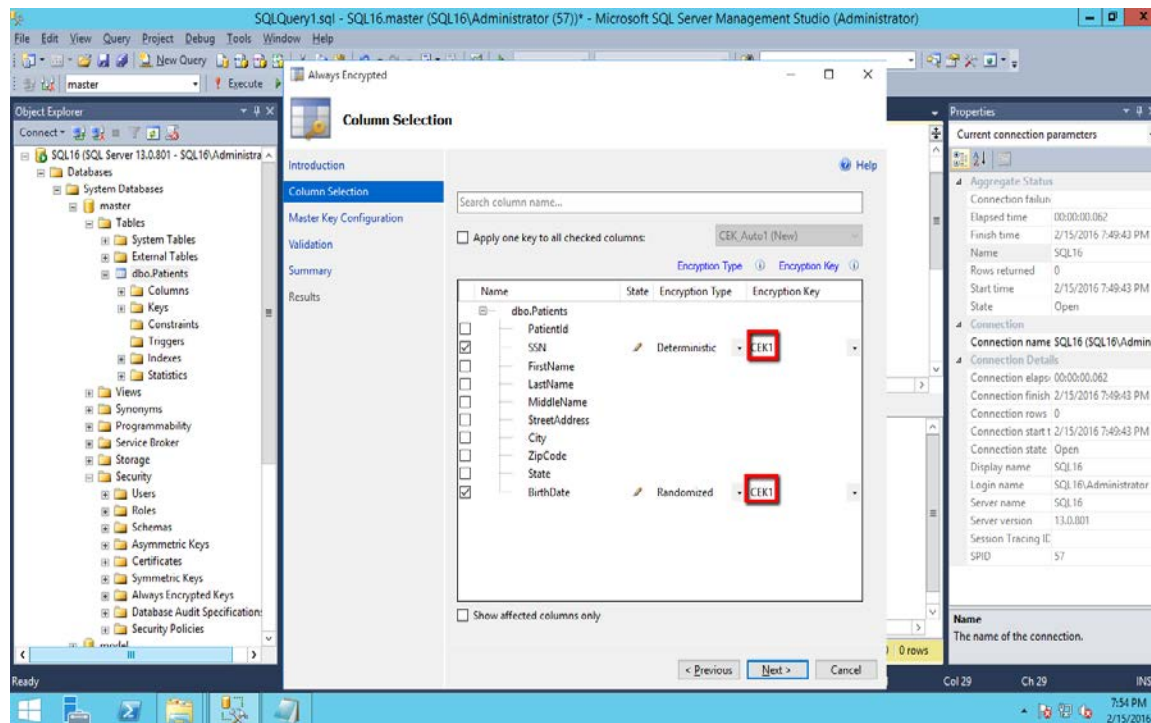 SQLQuery1.sql - SQL16.master (SQL16\Administrator (57))* - Microsoft SQL Server Management Studio (Administrator)
File Edit View Query Project Debug Tools Window Help
New Query
master
Execute
Object Explorer
Connect
SQL16 (SQL Server 13.0.801 - SQL16\Administra
Databases
System Databases
master
Tables
System Tables
External Tables
dbo.Patients
Columns
Keys
Constraints
Triggers
Indexes
Statistics
Views
Synonyms
Programmability
Service Broker
Storage
Security
Users
Roles
Schemas
Asymmetric Keys
Certificates
Symmetric Keys
Always Encrypted Keys
Database Audit Specification:
Security Policies
model
Always Encrypted
Column Selection
Introduction
Column Selection
Master Key Configuration
Validation
Summary
Results
Help
Search column name...
Apply one key to all checked columns:
CEK_Auto1 (New)
Encryption Type Encryption Key
Name State Encryption Type Encryption Key
dbo.Patients
PatientId
SSN Deterministic CEK1
FirstName
LastName
MiddleName
StreetAddress
City
ZipCode
State
BirthDate Randomized CEK1
Show affected columns only
< Previous Next > Cancel
0 rows
Properties
Current connection parameters
Aggregate Status
Connection failur
Elapsed time 00:00:00.062
Finish time 2/15/2016 7:49:43 PM
Name SQL16
Rows returned 0
Start time 2/15/2016 7:49:43 PM
State Open
Connection
Connection name SQL16 (SQL16\Admin
Connection Details
Connection elaps 00:00:00.062
Connection finish 2/15/2016 7:49:43 PM
Connection rows 0
Connection start t 2/15/2016 7:49:43 PM
Connection state Open
Display name SQL16
Login name SQL16\Administrator
Server name SQL16
Server version 13.0.801
Session Tracing ID
SPID 57
Name
The name of the connection.
Ready
Col 29 Ch 29 INS
7:54 PM
2/15/2016